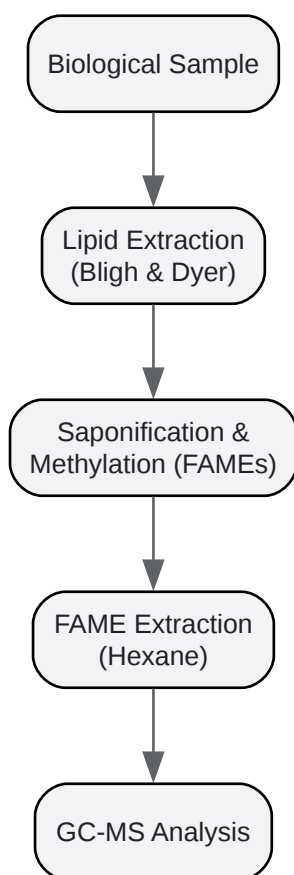 Biological Sample
Lipid Extraction
(Bligh & Dyer)
Saponification &
Methylation (FAMEs)
FAME Extraction
(Hexane)
GC-MS Analysis